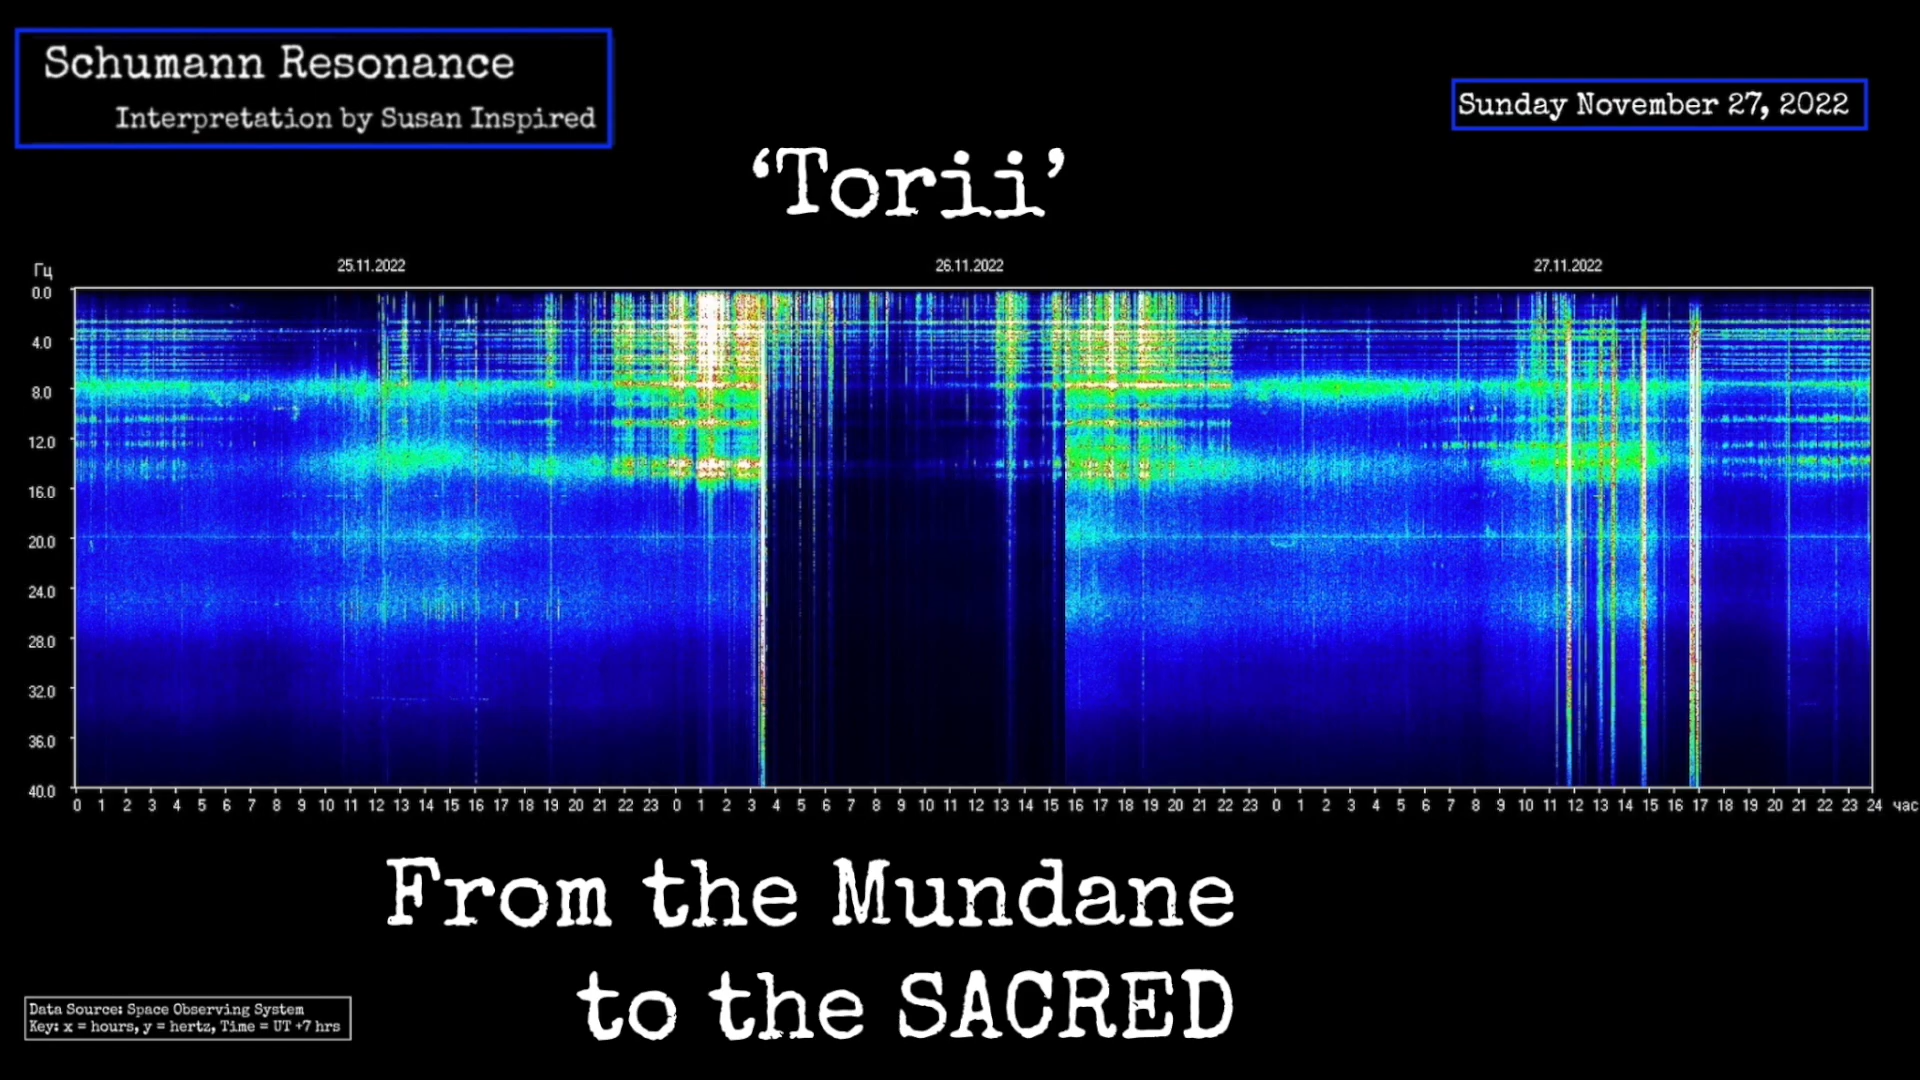 Schumann Resonance
Interpretation by Susan Inspired
Sunday November 27, 2022
‘Torii’
25.11.2022 26.11.2022 27.11.2022
Гц
0.0
4.0
8.0
12.0
16.0
20.0
24.0
28.0
32.0
36.0
40.0
0 1 2 3 4 5 6 7 8 9 10 11 12 13 14 15 16 17 18 19 20 21 22 23 0 1 2 3 4 5 6 7 8 9 10 11 12 13 14 15 16 17 18 19 20 21 22 23 0 1 2 3 4 5 6 7 8 9 10 11 12 13 14 15 16 17 18 19 20 21 22 23 24 час
From the Mundane
to the SACRED
Data Source: Space Observing System
Key: x = hours, y = hertz, Time = UT +7 hrs